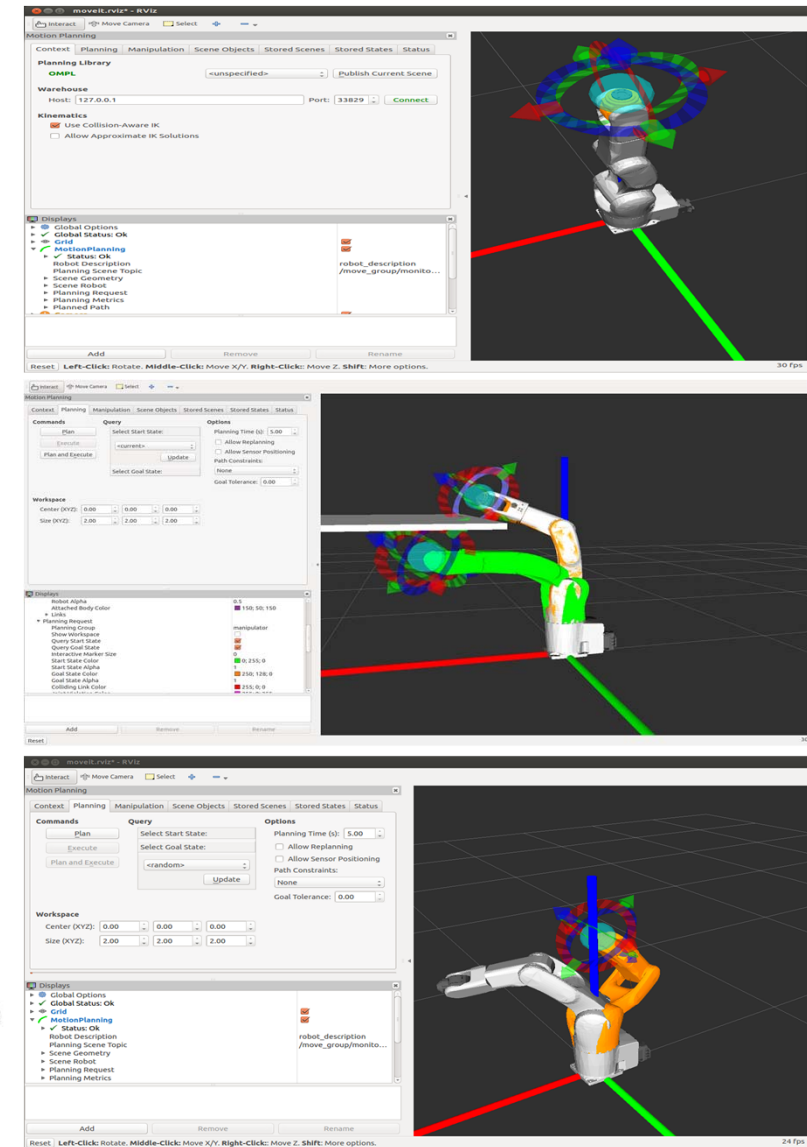 moveit.rviz* - RViz
Interact Move Camera Select
Motion Planning
Context Planning Manipulation Scene Objects Stored Scenes Stored States Status
Planning Library
OMPL <unspecified> Publish Current Scene
Warehouse
Host: 127.0.0.1 Port: 33829 Connect
Kinematics
Use Collision-Aware IK
Allow Approximate IK Solutions
Displays
Global Options
Global Status: Ok
Grid
MotionPlanning
Status: Ok
Robot Description robot_description
Planning Scene Topic /move_group/monito...
Scene Geometry
Scene Robot
Planning Request
Planning Metrics
Planned Path
Add Remove Rename
Reset Left-Click: Rotate. Middle-Click: Move X/Y. Right-Click:: Move Z. Shift: More options. 30 fps
Interact Move Camera Select
Motion Planning
Context Planning Manipulation Scene Objects Stored Scenes Stored States Status
Commands Query Options
Plan Select Start State: Planning Time (s): 5.00
Execute <current> Allow Replanning
Plan and Execute Update Allow Sensor Positioning
Path Constraints:
Select Goal State: None
Goal Tolerance: 0.00
Workspace
Center (XYZ): 0.00 0.00 0.00
Size (XYZ): 2.00 2.00 2.00
Displays
Robot Alpha 0.5
Attached Body Color 150; 50; 150
Links
Planning Request
Planning Group manipulator
Show Workspace
Query Start State
Query Goal State
Interactive Marker Size 0
Start State Color 0; 255; 0
Start State Alpha 1
Goal State Color 250; 128; 0
Goal State Alpha 1
Colliding Link Color 255; 0; 0
Add Remove Rename
Reset 30
moveit.rviz* - RViz
Interact Move Camera Select
Motion Planning
Context Planning Manipulation Scene Objects Stored Scenes Stored States Status
Commands Query Options
Plan Select Start State: Planning Time (s): 5.00
Execute Select Goal State: Allow Replanning
Plan and Execute <random> Allow Sensor Positioning
Update Path Constraints:
None
Goal Tolerance: 0.00
Workspace
Center (XYZ): 0.00 0.00 0.00
Size (XYZ): 2.00 2.00 2.00
Displays
Global Options
Global Status: Ok
Grid
MotionPlanning
Status: Ok
Robot Description robot_description
Planning Scene Topic /move_group/monito...
Scene Geometry
Scene Robot
Planning Request
Planning Metrics
Add Remove Rename
Reset Left-Click: Rotate. Middle-Click: Move X/Y. Right-Click:: Move Z. Shift: More options. 24 fps